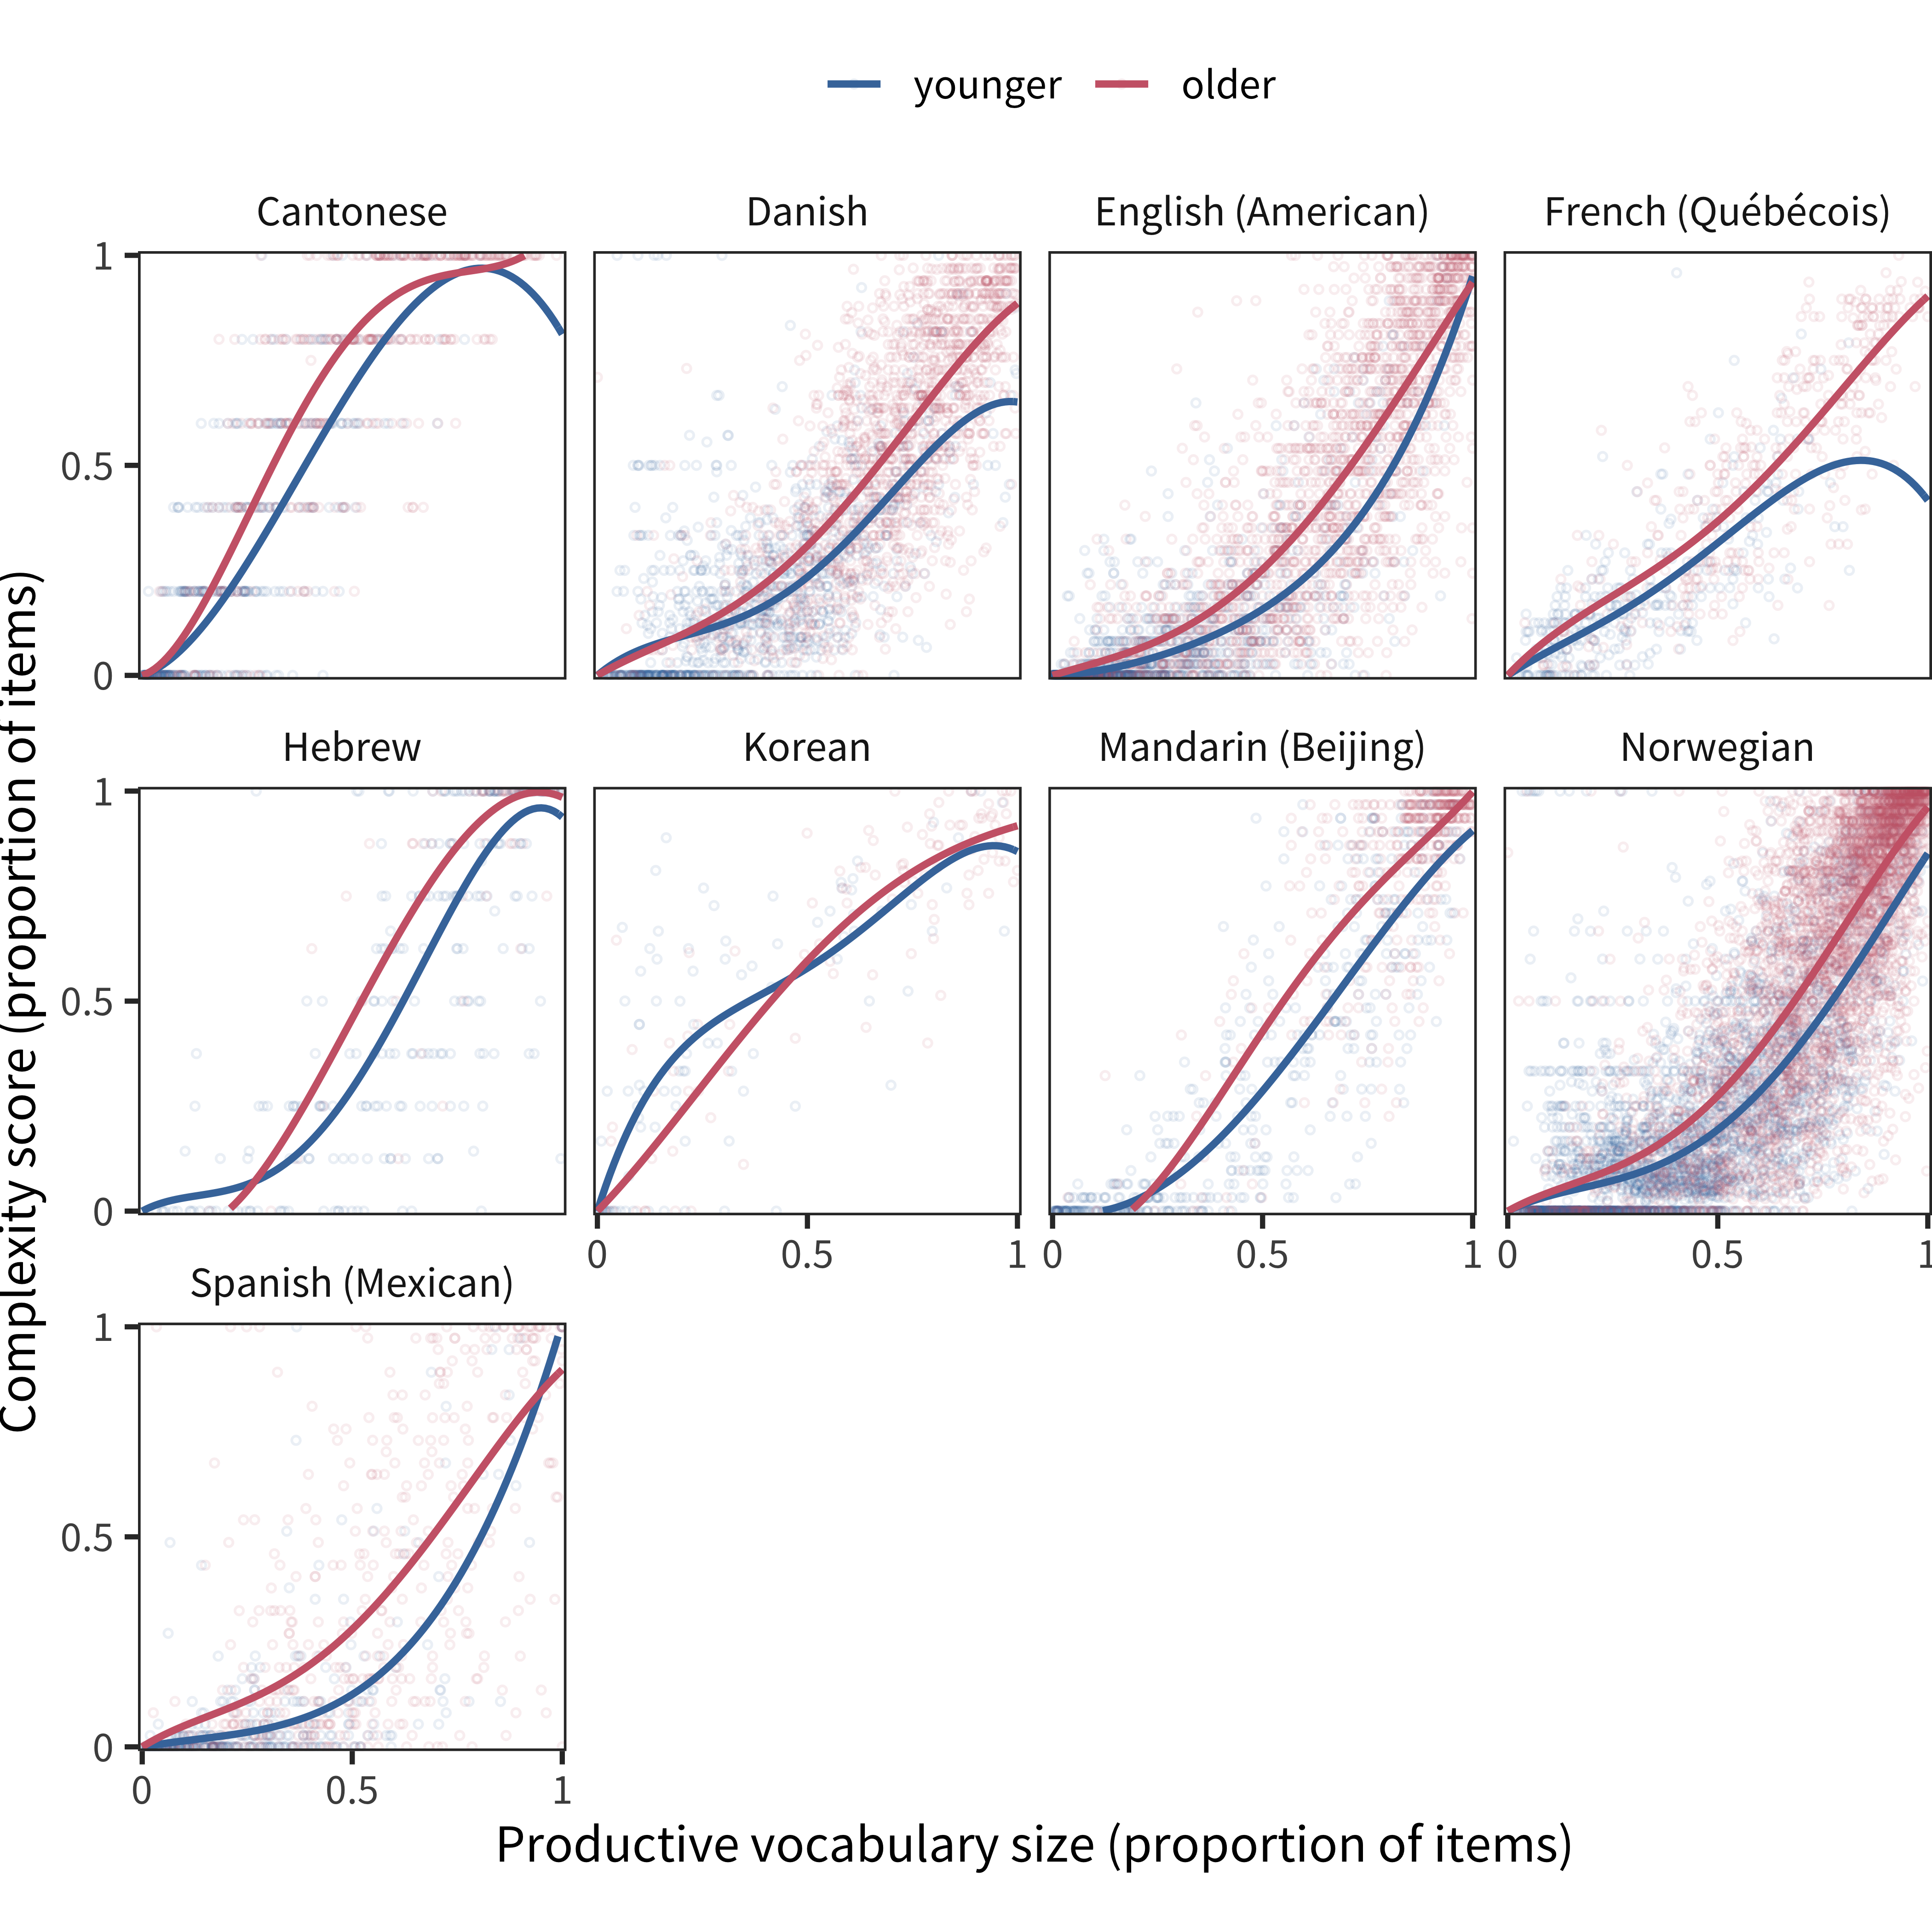 younger older
Cantonese Danish English (American) French (Québécois)
1
0.5
0
Hebrew Korean Mandarin (Beijing) Norwegian
1
0.5
0
0 0.5 1 0 0.5 1 0 0.5 1
Spanish (Mexican)
1
0.5
0
0 0.5 1
Complexity score (proportion of items)
Productive vocabulary size (proportion of items)